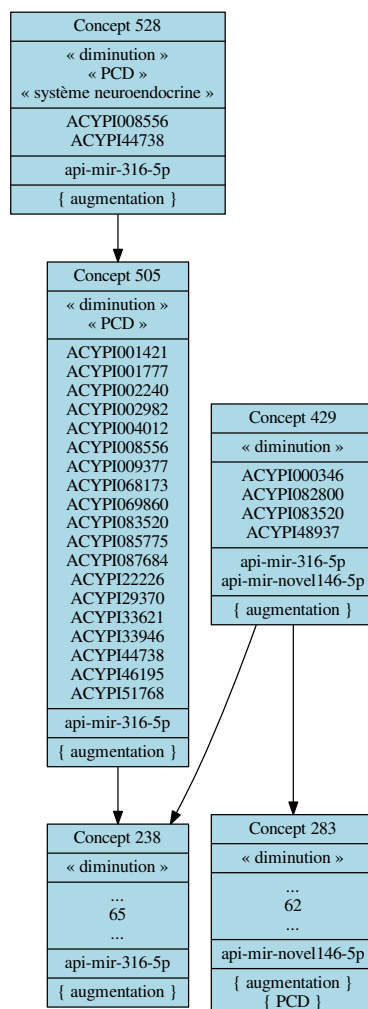 Concept 528
« diminution »
« PCD »
« système neuroendocrine »
ACYPI008556
ACYPI44738
api-mir-316-5p
{ augmentation }
Concept 505
« diminution »
« PCD »
ACYPI001421
ACYPI001777
ACYPI002240
ACYPI002982
ACYPI004012
ACYPI008556
ACYPI009377
ACYPI068173
ACYPI069860
ACYPI083520
ACYPI085775
ACYPI087684
ACYPI22226
ACYPI29370
ACYPI33621
ACYPI33946
ACYPI44738
ACYPI46195
ACYPI51768
api-mir-316-5p
{ augmentation }
Concept 429
« diminution »
ACYPI000346
ACYPI082800
ACYPI083520
ACYPI48937
api-mir-316-5p
api-mir-novel146-5p
{ augmentation }
Concept 238
« diminution »
...
65
...
api-mir-316-5p
{ augmentation }
Concept 283
« diminution »
...
62
...
api-mir-novel146-5p
{ augmentation }
{ PCD }